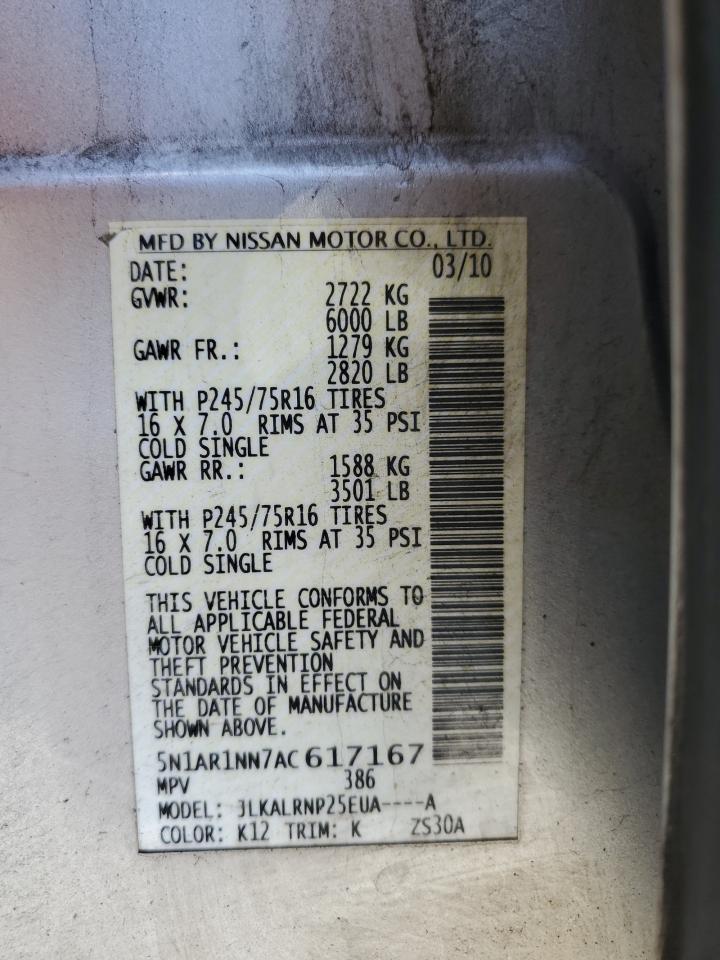 MFD BY NISSAN MOTOR CO., LTD.
DATE: 03/10
GVWR: 2722 KG
6000 LB
GAWR FR.: 1279 KG
2820 LB
WITH P245/75R16 TIRES
16 X 7.0 RIMS AT 35 PSI
COLD SINGLE
GAWR RR.: 1588 KG
3501 LB
WITH P245/75R16 TIRES
16 X 7.0 RIMS AT 35 PSI
COLD SINGLE
THIS VEHICLE CONFORMS TO
ALL APPLICABLE FEDERAL
MOTOR VEHICLE SAFETY AND
THEFT PREVENTION
STANDARDS IN EFFECT ON
THE DATE OF MANUFACTURE
SHOWN ABOVE.
5N1AR1NN7AC617167
MPV 386
MODEL: JLKALRNP25EUA----A
COLOR: K12 TRIM: K ZS30A